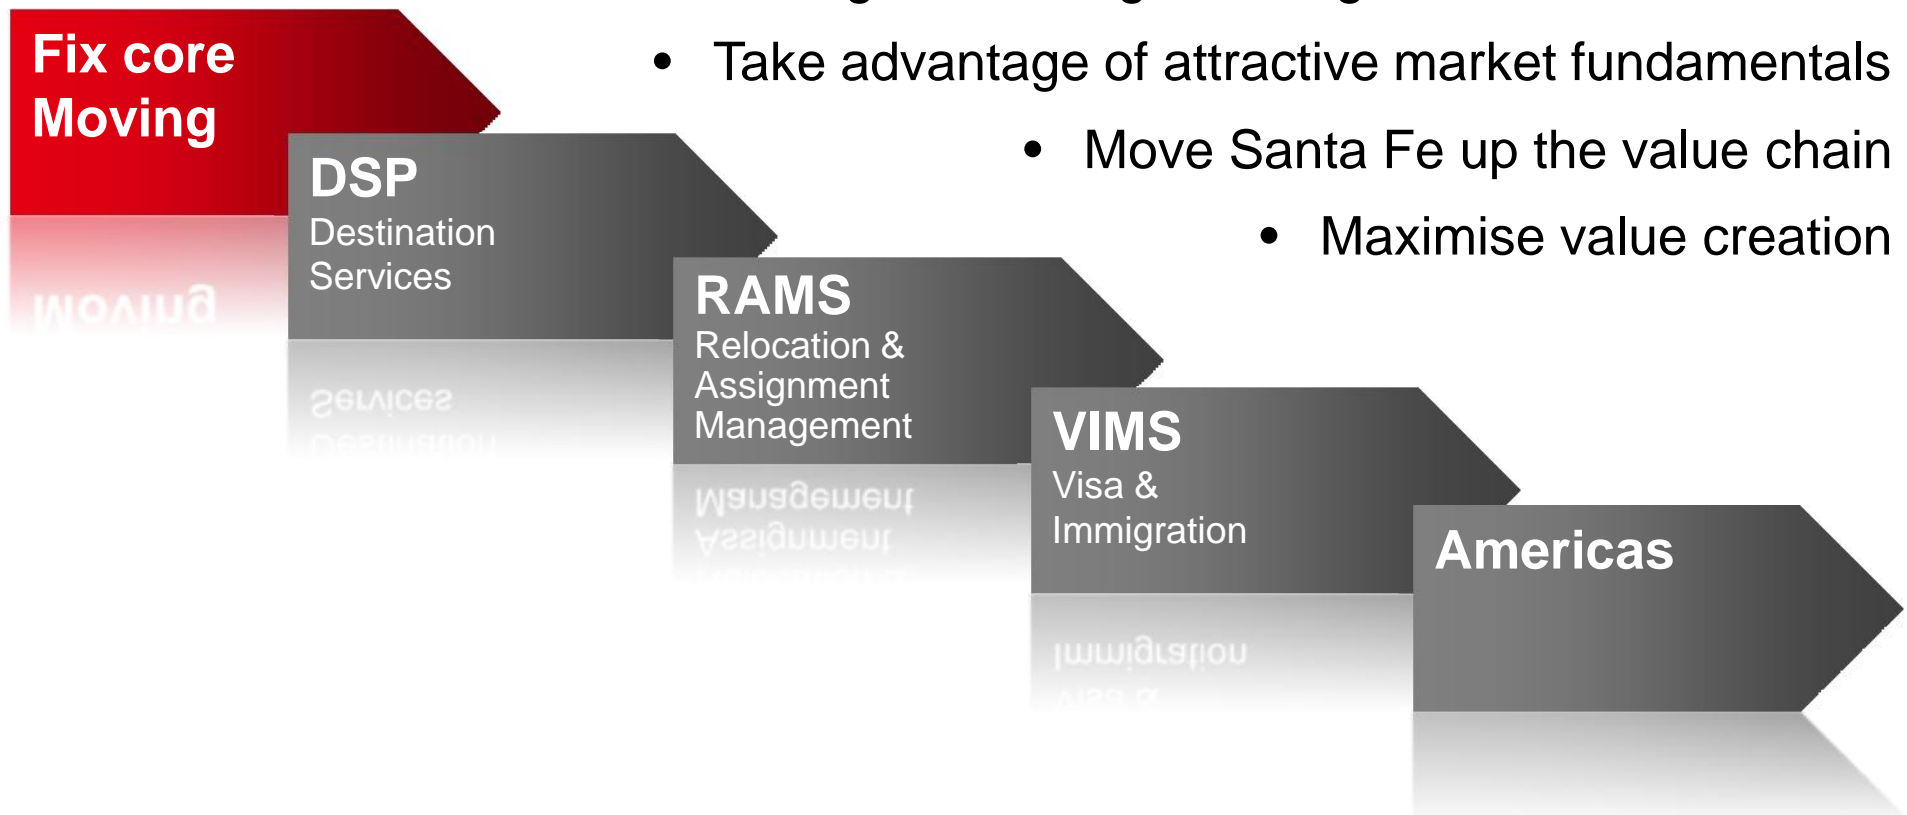 Fix core
Moving
• Take advantage of attractive market fundamentals
• Move Santa Fe up the value chain
• Maximise value creation
DSP
Destination
Services
RAMS
Relocation &
Assignment
Management
VIMS
Visa &
Immigration
Americas